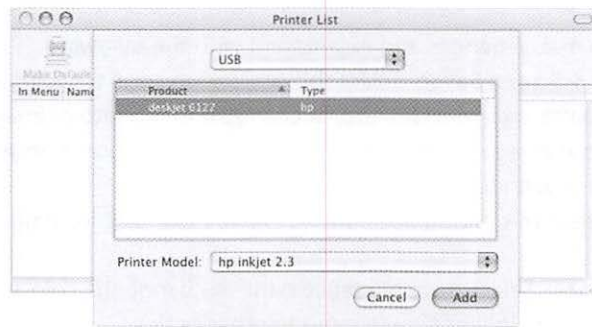 Printer List
USB
Make Default
In Menu Name
Product Type
deskjet 6127 hp
Printer Model: hp inkjet 2.3
Cancel Add